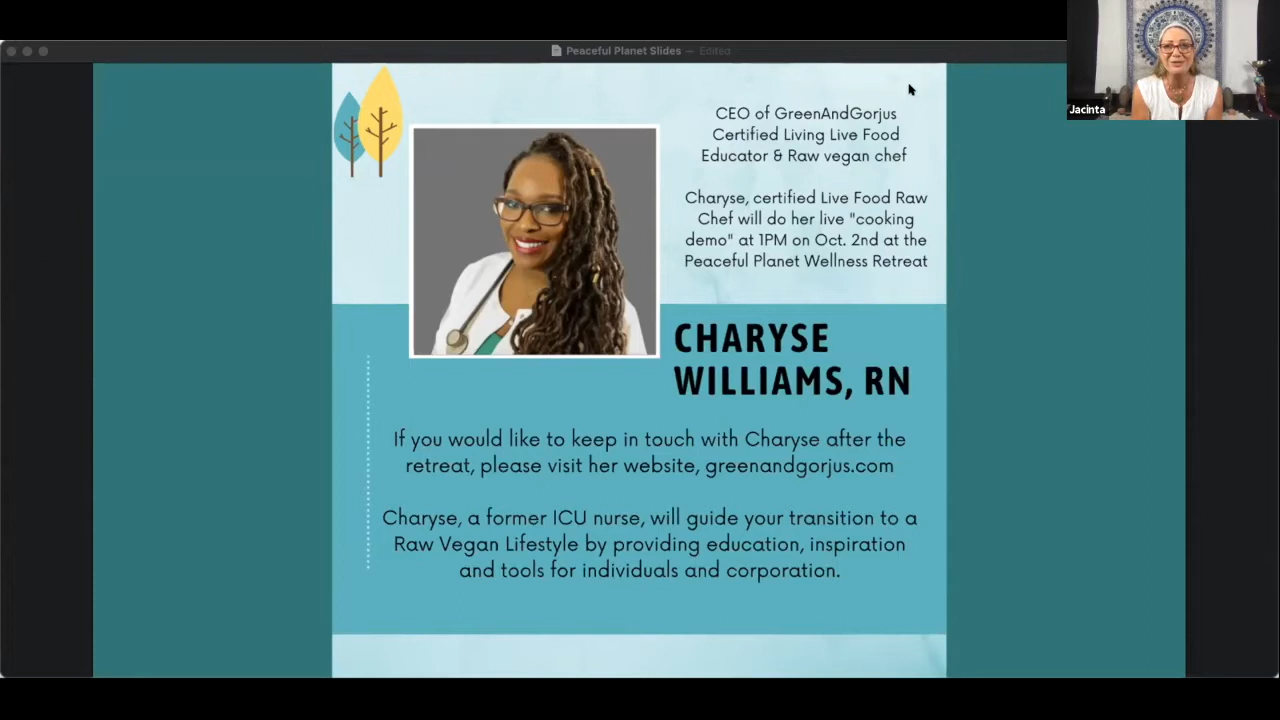 Peaceful Planet Slides — Edited
Jacinta
CEO of GreenAndGorjus
Certified Living Live Food
Educator & Raw vegan chef
Charyse, certified Live Food Raw
Chef will do her live "cooking
demo" at 1PM on Oct. 2nd at the
Peaceful Planet Wellness Retreat
CHARYSE
WILLIAMS, RN
If you would like to keep in touch with Charyse after the
retreat, please visit her website, greenandgorjus.com
Charyse, a former ICU nurse, will guide your transition to a
Raw Vegan Lifestyle by providing education, inspiration
and tools for individuals and corporation.